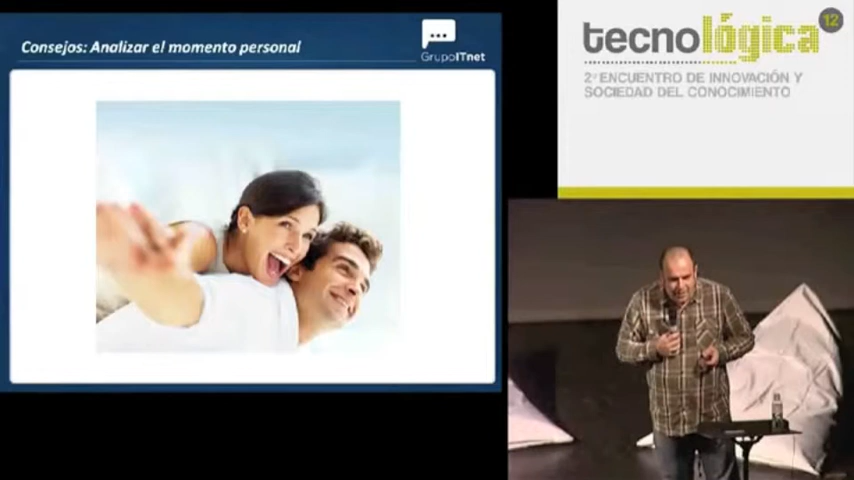 Consejos: Analizar el momento personal
GrupoITnet
tecnológica 12
2º ENCUENTRO DE INNOVACIÓN Y
SOCIEDAD DEL CONOCIMIENTO